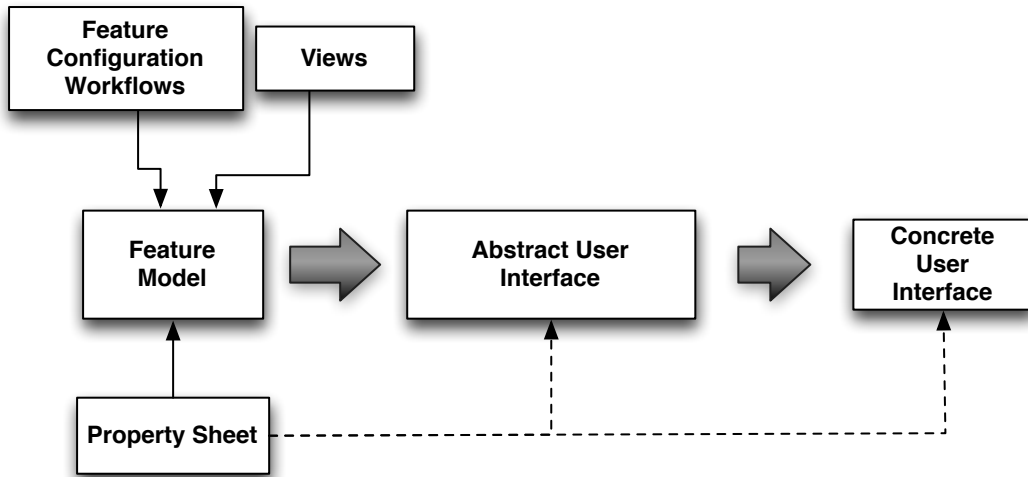 Feature
Configuration
Workflows
Views
Feature
Model
Abstract User
Interface
Concrete
User
Interface
Property Sheet